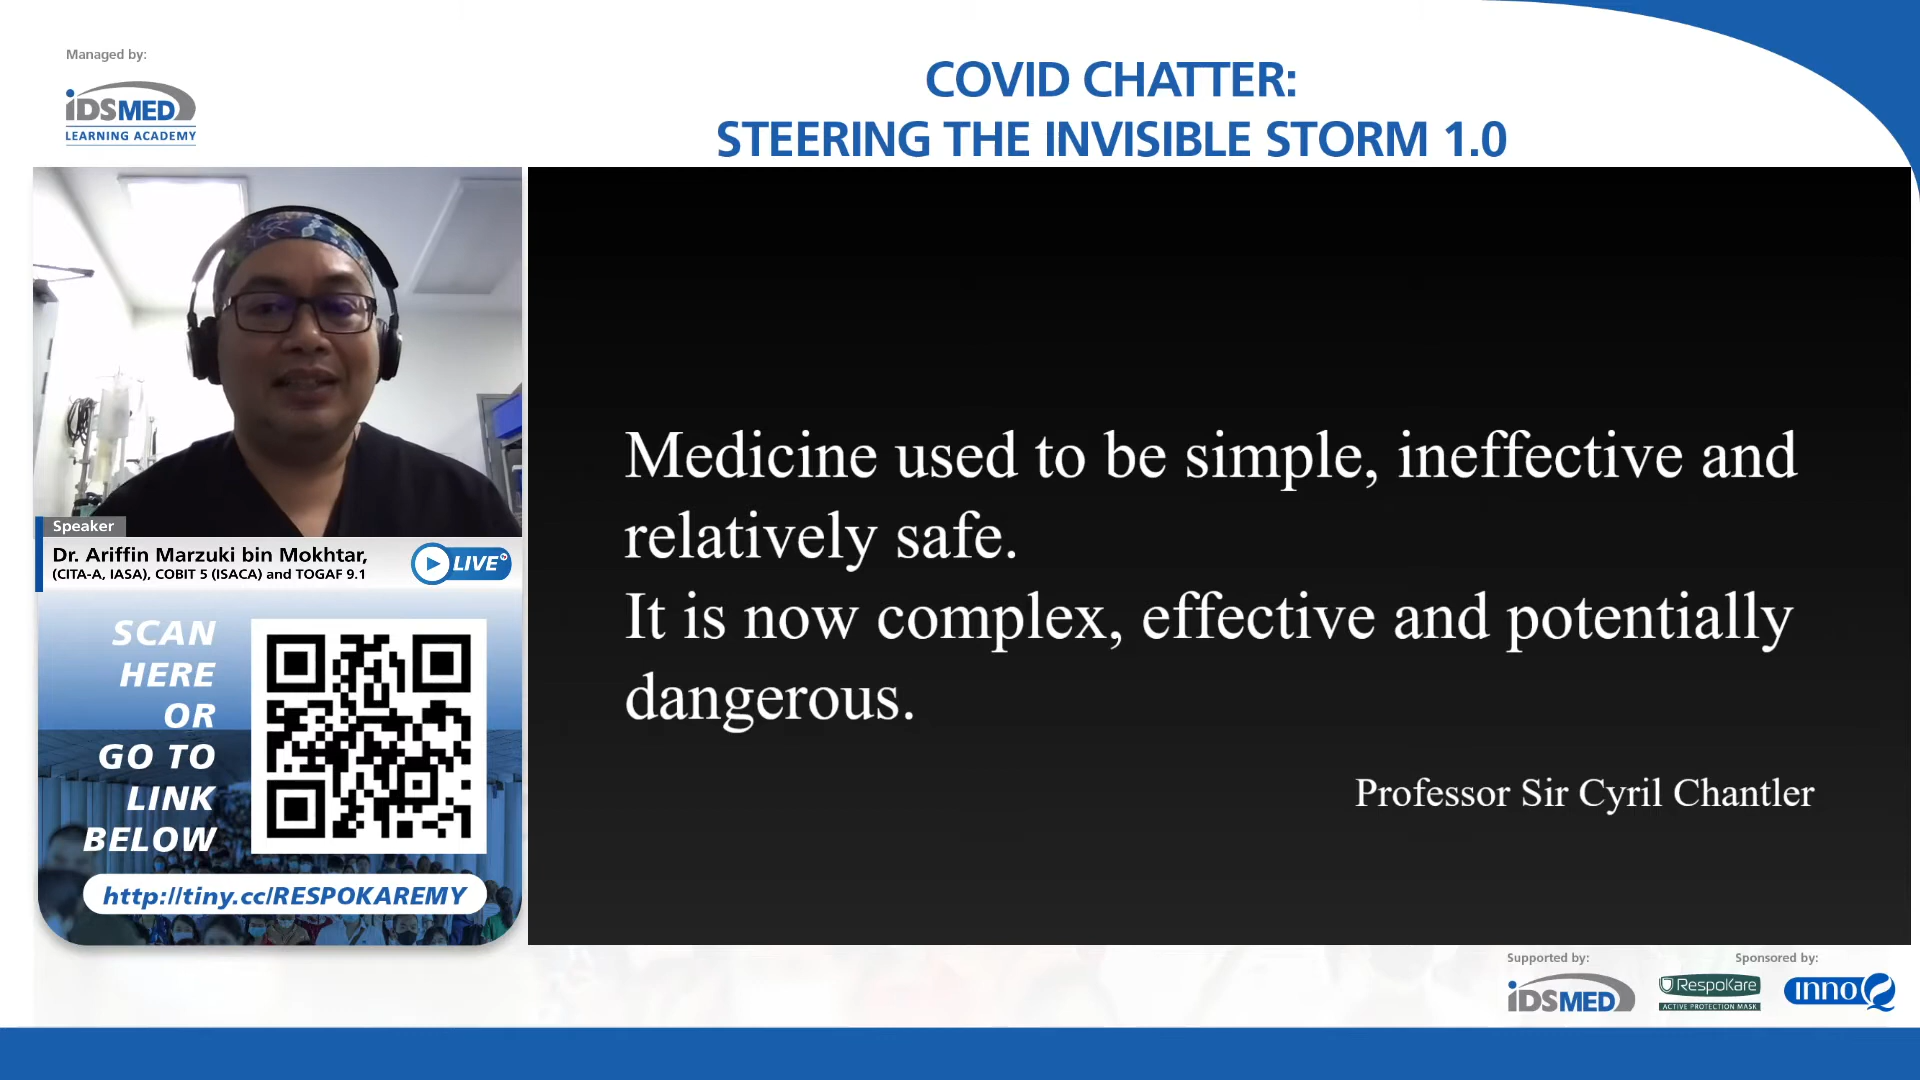 Managed by:
iDSMED
LEARNING ACADEMY
COVID CHATTER:
STEERING THE INVISIBLE STORM 1.0
Speaker
Dr. Ariffin Marzuki bin Mokhtar,
(CITA-A, IASA), COBIT 5 (ISACA) and TOGAF 9.1
LIVE
SCAN
HERE
OR
GO TO
LINK
BELOW
http://tiny.cc/RESPOKAREMY
Medicine used to be simple, ineffective and
relatively safe.
It is now complex, effective and potentially
dangerous.
Professor Sir Cyril Chantler
Supported by:
iDSMED
Sponsored by:
RespoKare
ACTIVE PROTECTION MASK
INNOQ